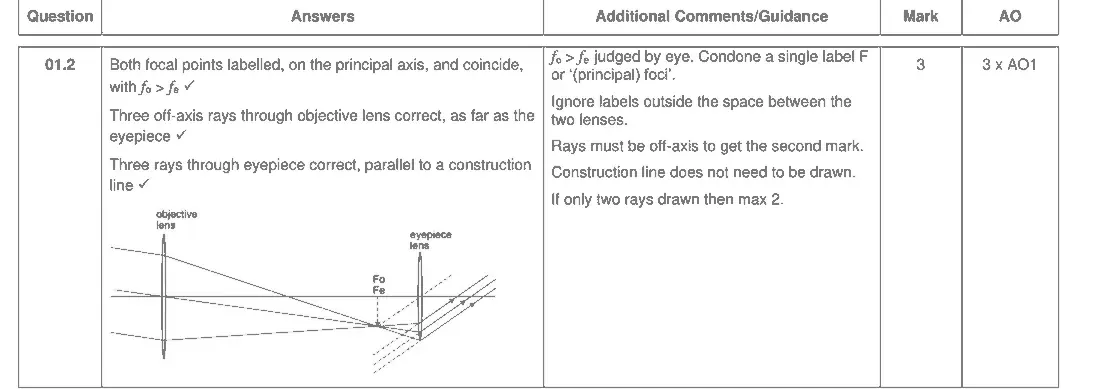 Question Answers Additional Comments/Guidance Mark AO
01.2
Both focal points labelled, on the principal axis, and coincide,
with fo > fe ✓
Three off-axis rays through objective lens correct, as far as the
eyepiece ✓
Three rays through eyepiece correct, parallel to a construction
line ✓
objective
lens
eyepiece
lens
Fo
Fe
fo > fe judged by eye. Condone a single label F
or '(principal) foci'.
Ignore labels outside the space between the
two lenses.
Rays must be off-axis to get the second mark.
Construction line does not need to be drawn.
If only two rays drawn then max 2.
3
3 x AO1